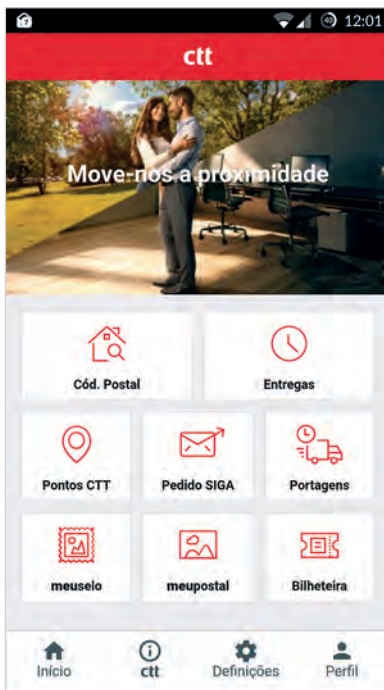 40 12:01
ctt
Move-nos a proximidade
Cód. Postal Entregas
Pontos CTT Pedido SIGA Portagens
meuselo meupostal Bilheteira
Início ctt Definições Perfil